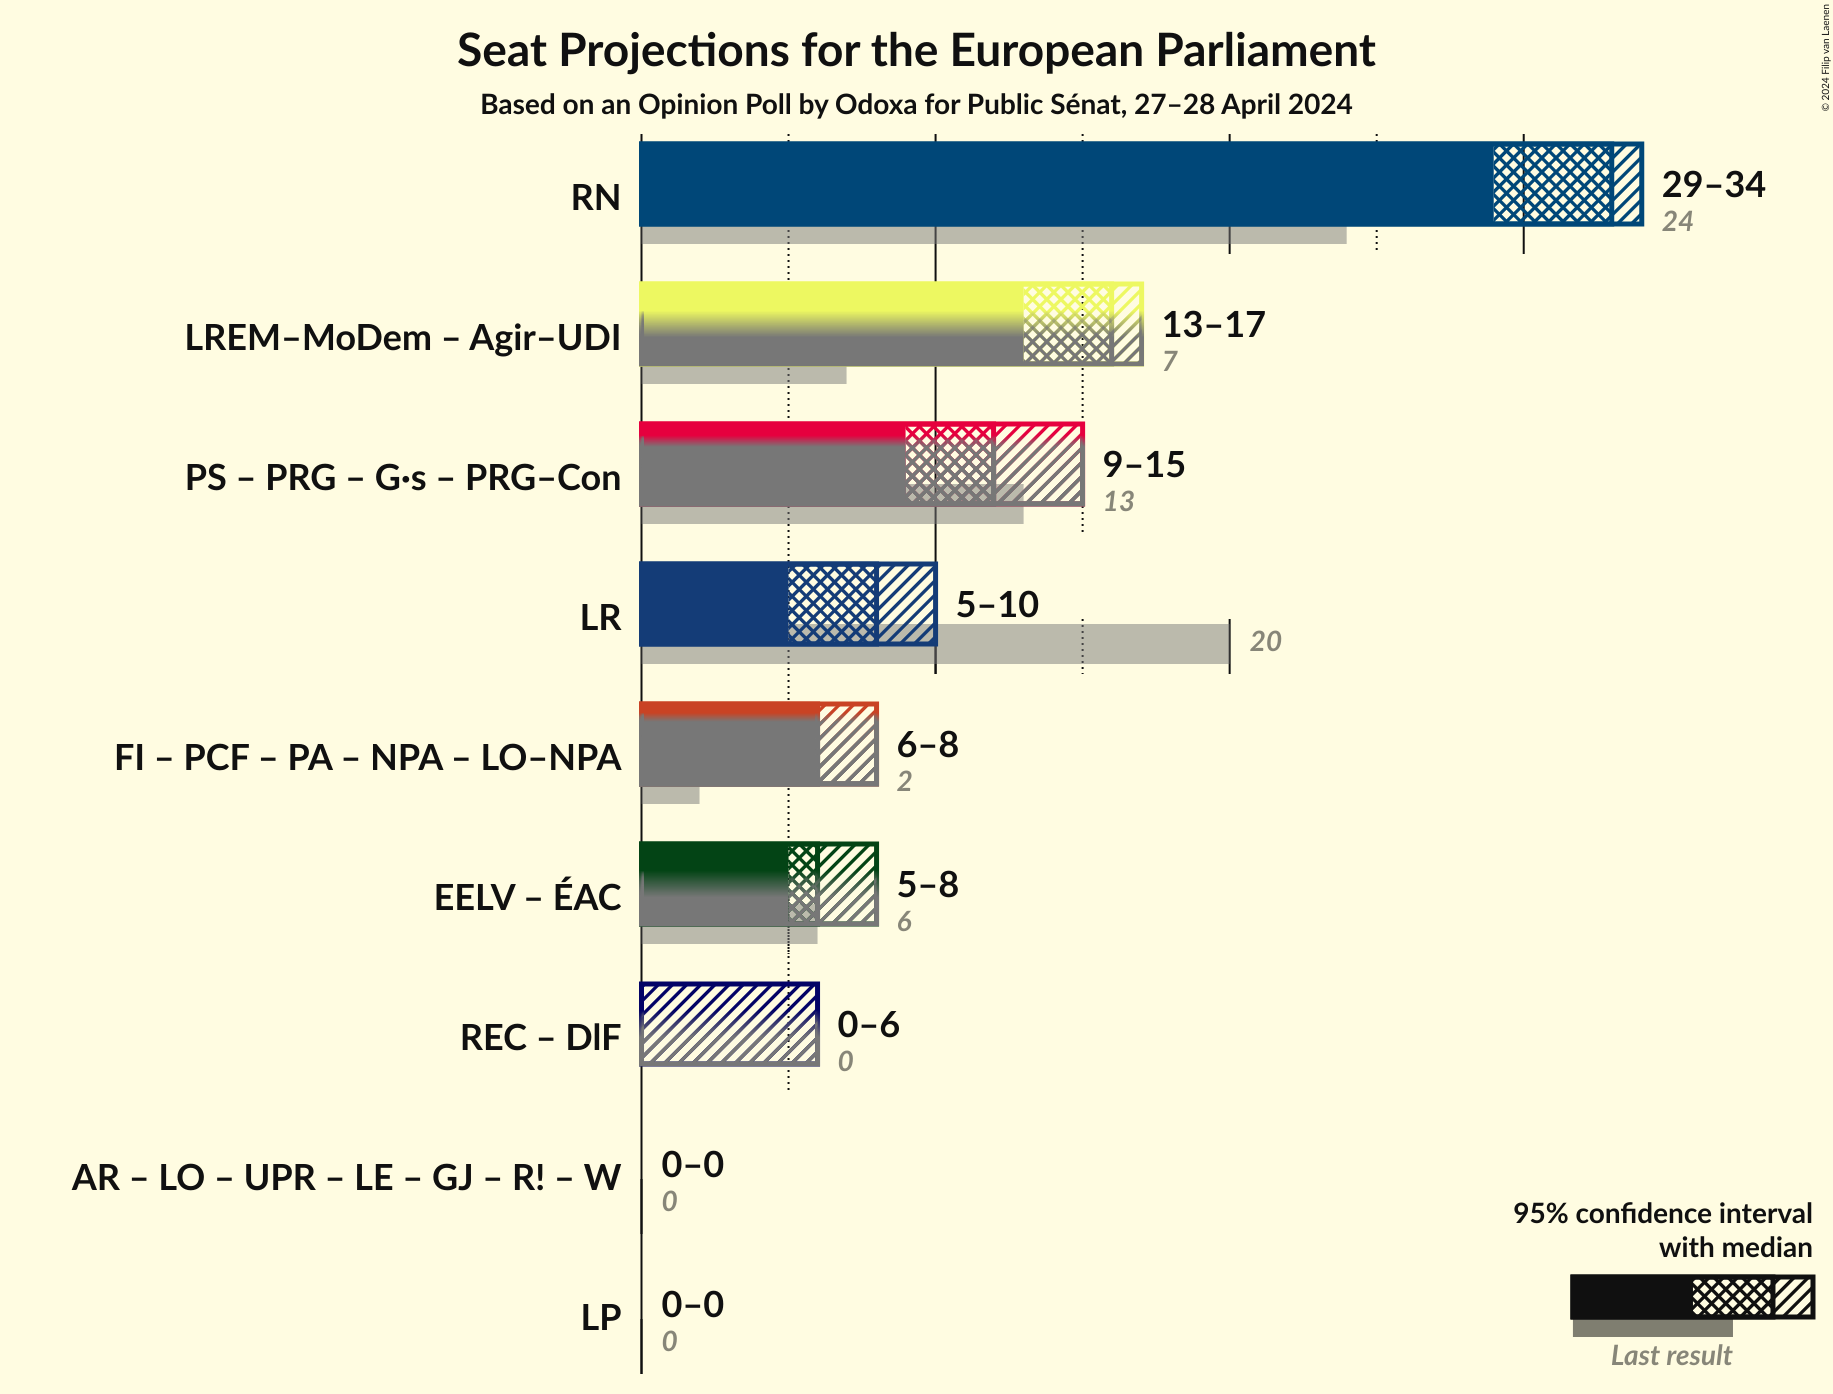 Seat Projections for the European Parliament
Based on an Opinion Poll by Odoxa for Public Sénat, 27–28 April 2024
© 2024 Filip van Laenen
RN
29–34
24
LREM–MoDem – Agir–UDI
13–17
7
PS – PRG – G·s – PRG–Con
9–15
13
LR
5–10
20
FI – PCF – PA – NPA – LO–NPA
6–8
2
EELV – ÉAC
5–8
6
REC – DlF
0–6
0
AR – LO – UPR – LE – GJ – R! – W
0–0
0
LP
0–0
0
95% confidence interval
with median
Last result